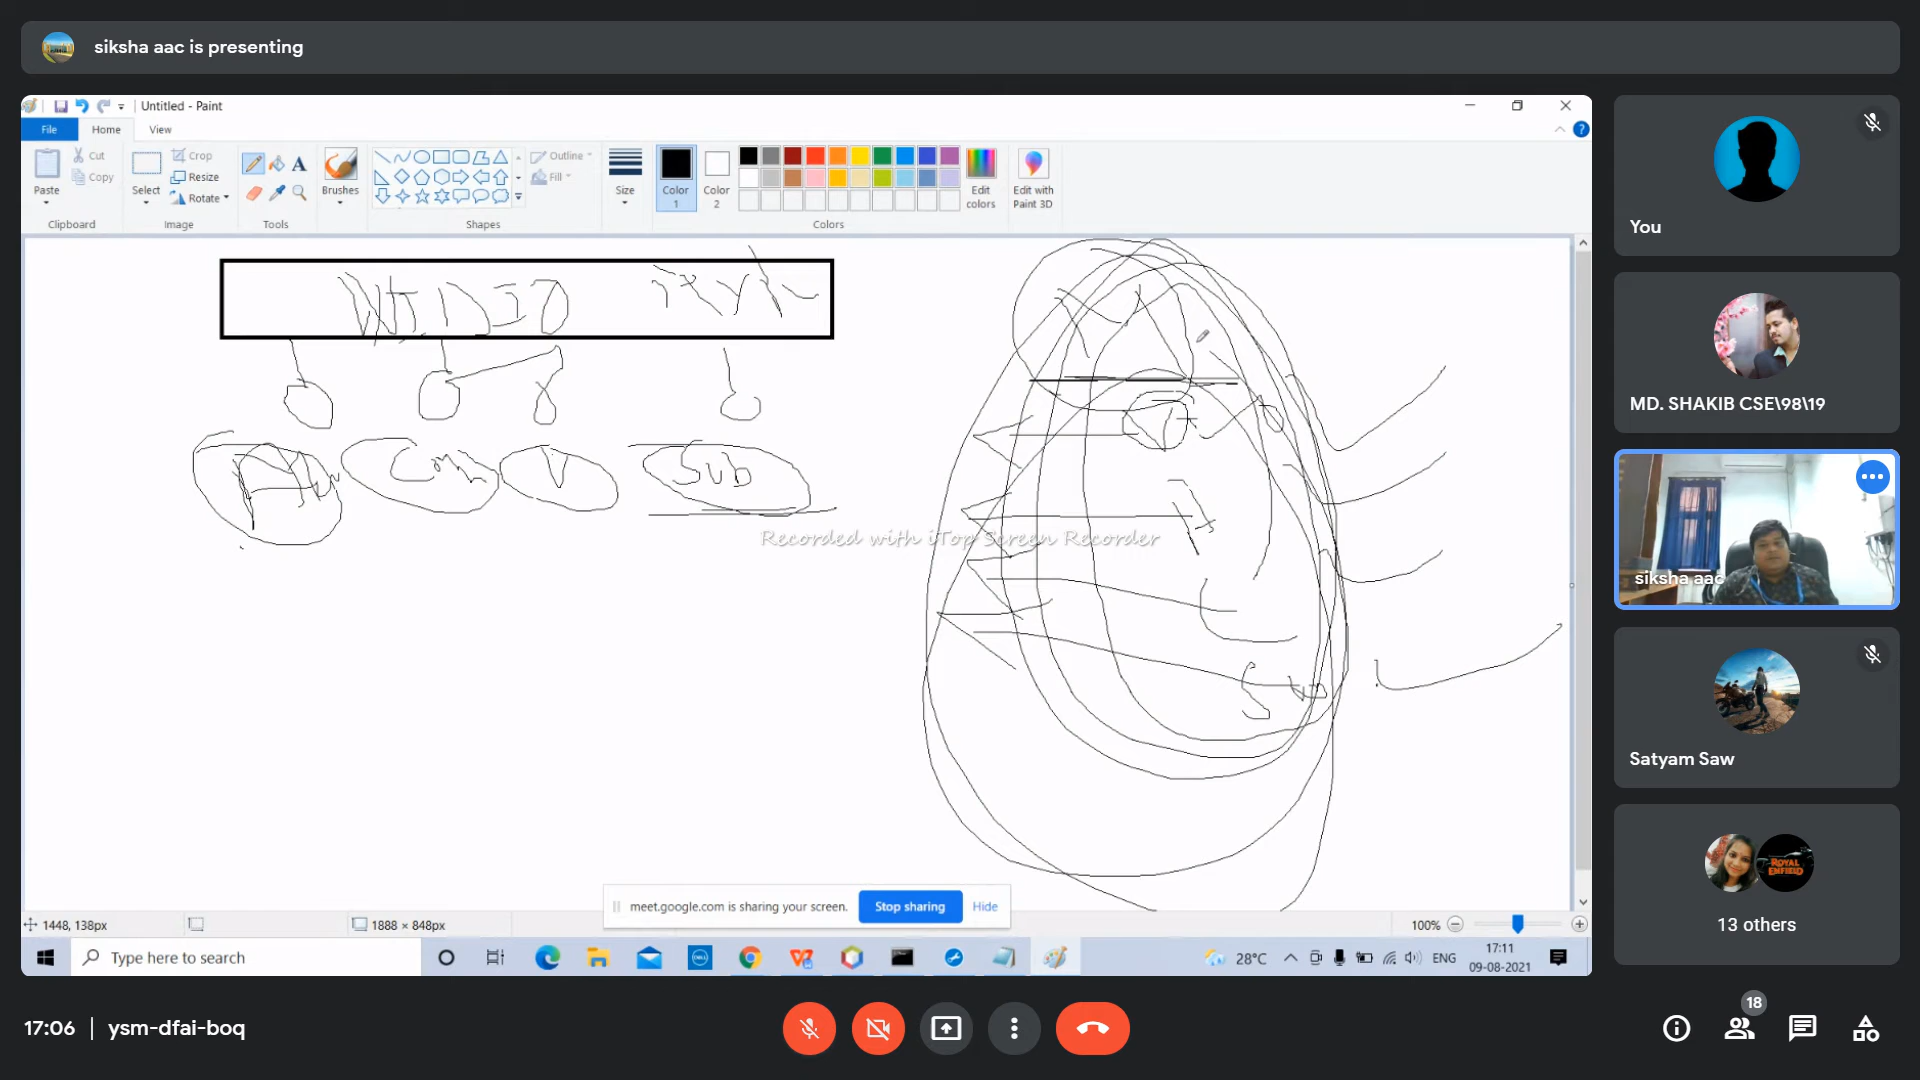 siksha aac is presenting
Untitled - Paint
File
Home
View
Cut
Copy
Paste
Clipboard
Crop
Resize
Rotate
Select
Image
Tools
Brushes
Outline
Fill
Shapes
Size
Color
1
Color
2
Edit
colors
Edit with
Paint 3D
Colors
Sub
V
Recorded with iTop Screen Recorder
meet.google.com is sharing your screen.
Stop sharing
Hide
1448, 138px
1888 × 848px
100%
Type here to search
28°C
ENG
17:11
09-08-2021
You
MD. SHAKIB CSE\98\19
siksha aac
Satyam Saw
ROYAL
ENFIELD
13 others
17:06
ysm-dfai-boq
18